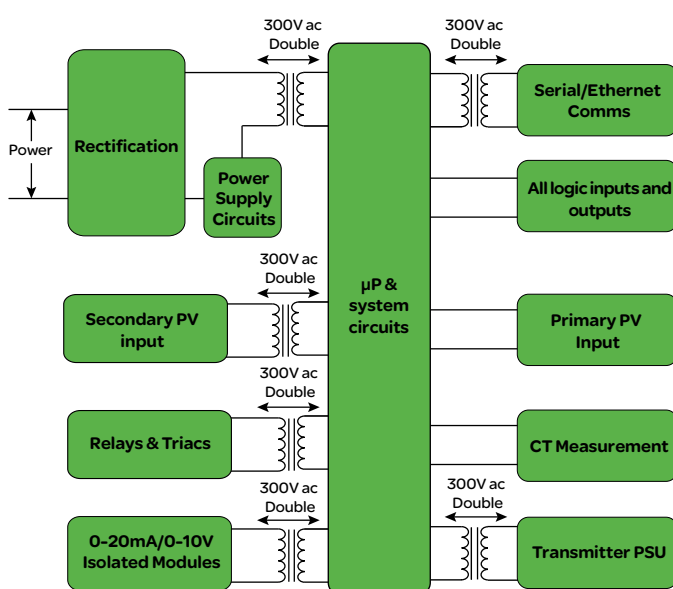 300V ac
Double
300V ac
Double
Power
Rectification
Power
Supply
Circuits
Serial/Ethernet
Comms
All logic inputs and
outputs
300V ac
Double
Secondary PV
input
µP &
system
circuits
Primary PV
Input
300V ac
Double
Relays & Triacs
CT Measurement
300V ac
Double
0-20mA/0-10V
Isolated Modules
300V ac
Double
Transmitter PSU